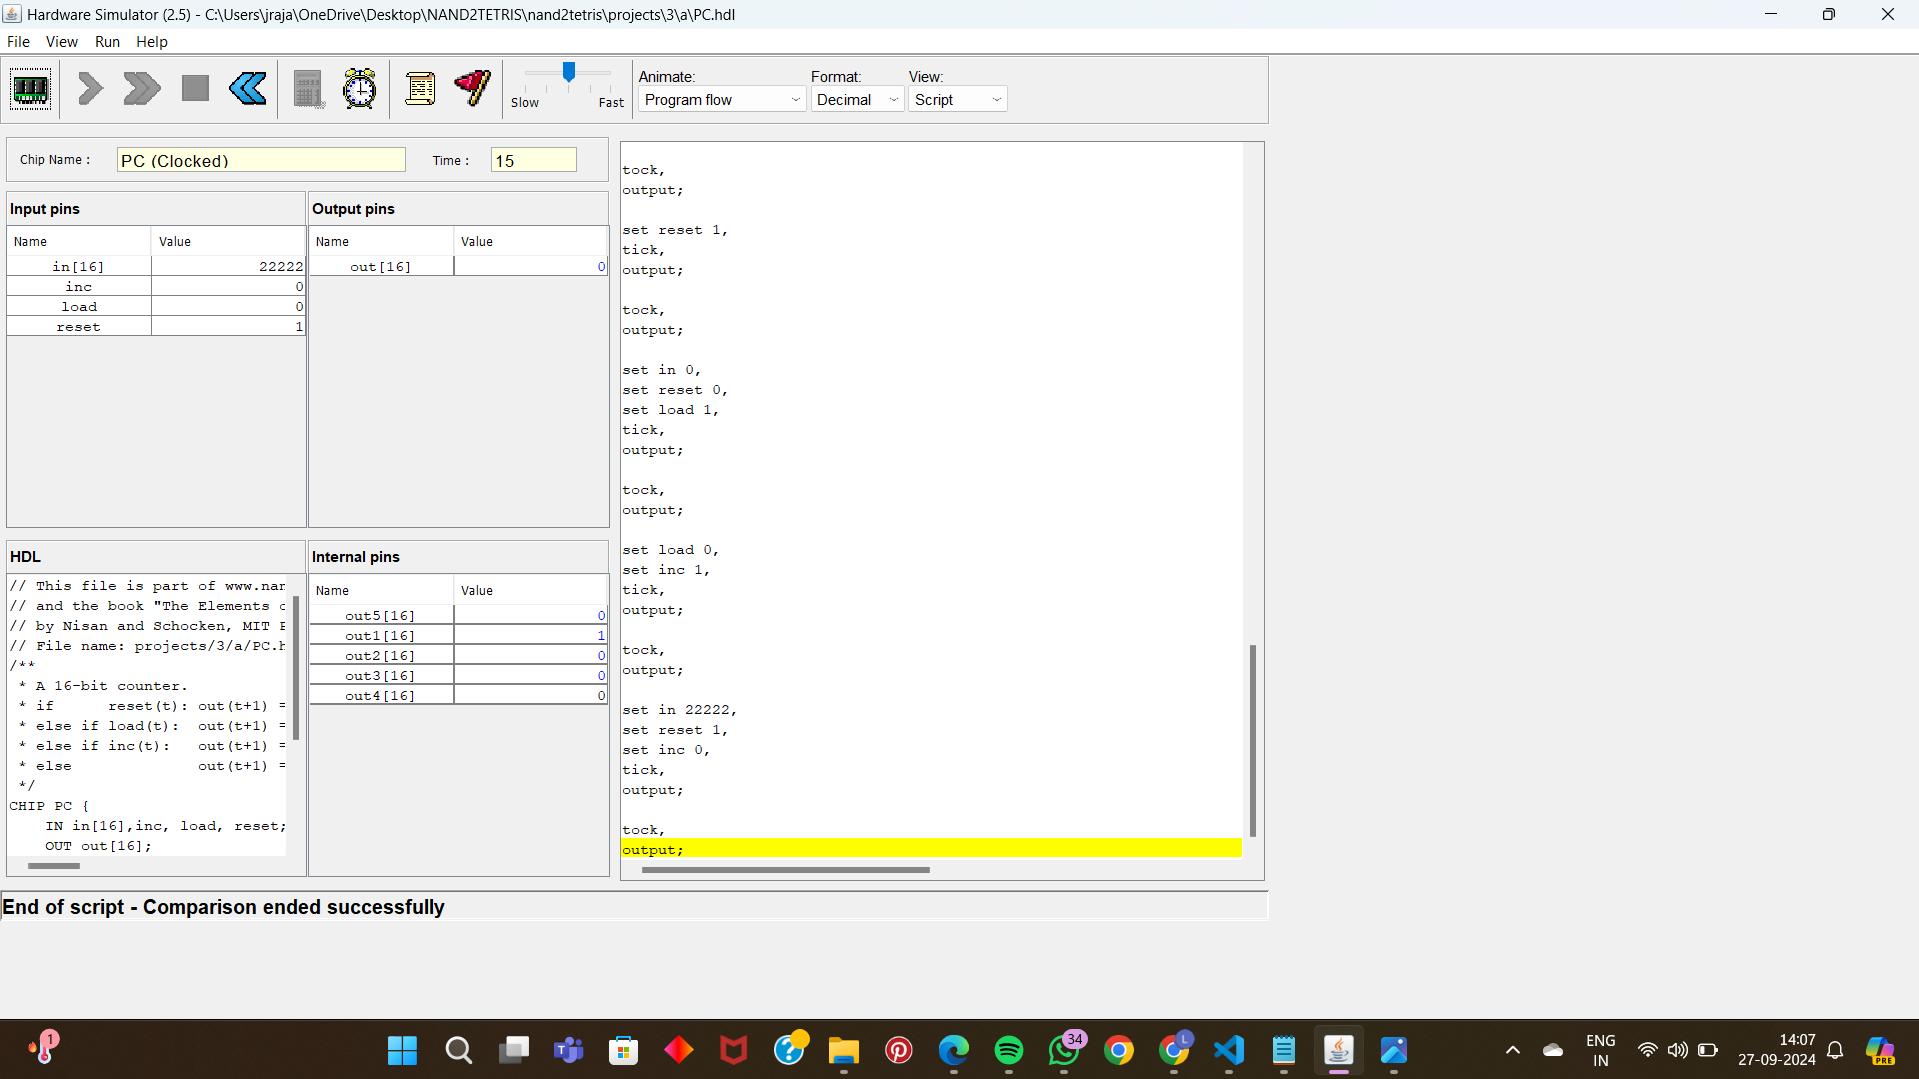 Hardware Simulator (2.5) - C:\Users\jraja\OneDrive\Desktop\NAND2TETRIS\nand2tetris\projects\3\a\PC.hdl
File View Run Help
Slow Fast
Animate: Format: View:
Program flow Decimal Script
Chip Name : PC (Clocked) Time : 15
Input pins
Name Value
in[16] 22222
inc 0
load 0
reset 1
Output pins
Name Value
out[16] 0
HDL
// This file is part of www.nan
// and the book "The Elements o
// by Nisan and Schocken, MIT P
// File name: projects/3/a/PC.h
/**
* A 16-bit counter.
* if reset(t): out(t+1) =
* else if load(t): out(t+1) =
* else if inc(t): out(t+1) =
* else out(t+1) =
*/
CHIP PC {
IN in[16],inc, load, reset;
OUT out[16];
Internal pins
Name Value
out5[16] 0
out1[16] 1
out2[16] 0
out3[16] 0
out4[16] 0
tock,
output;
set reset 1,
tick,
output;
tock,
output;
set in 0,
set reset 0,
set load 1,
tick,
output;
tock,
output;
set load 0,
set inc 1,
tick,
output;
tock,
output;
set in 22222,
set reset 1,
set inc 0,
tick,
output;
tock,
output;
End of script - Comparison ended successfully
1
34
L
ENG
IN
14:07
27-09-2024
PRE